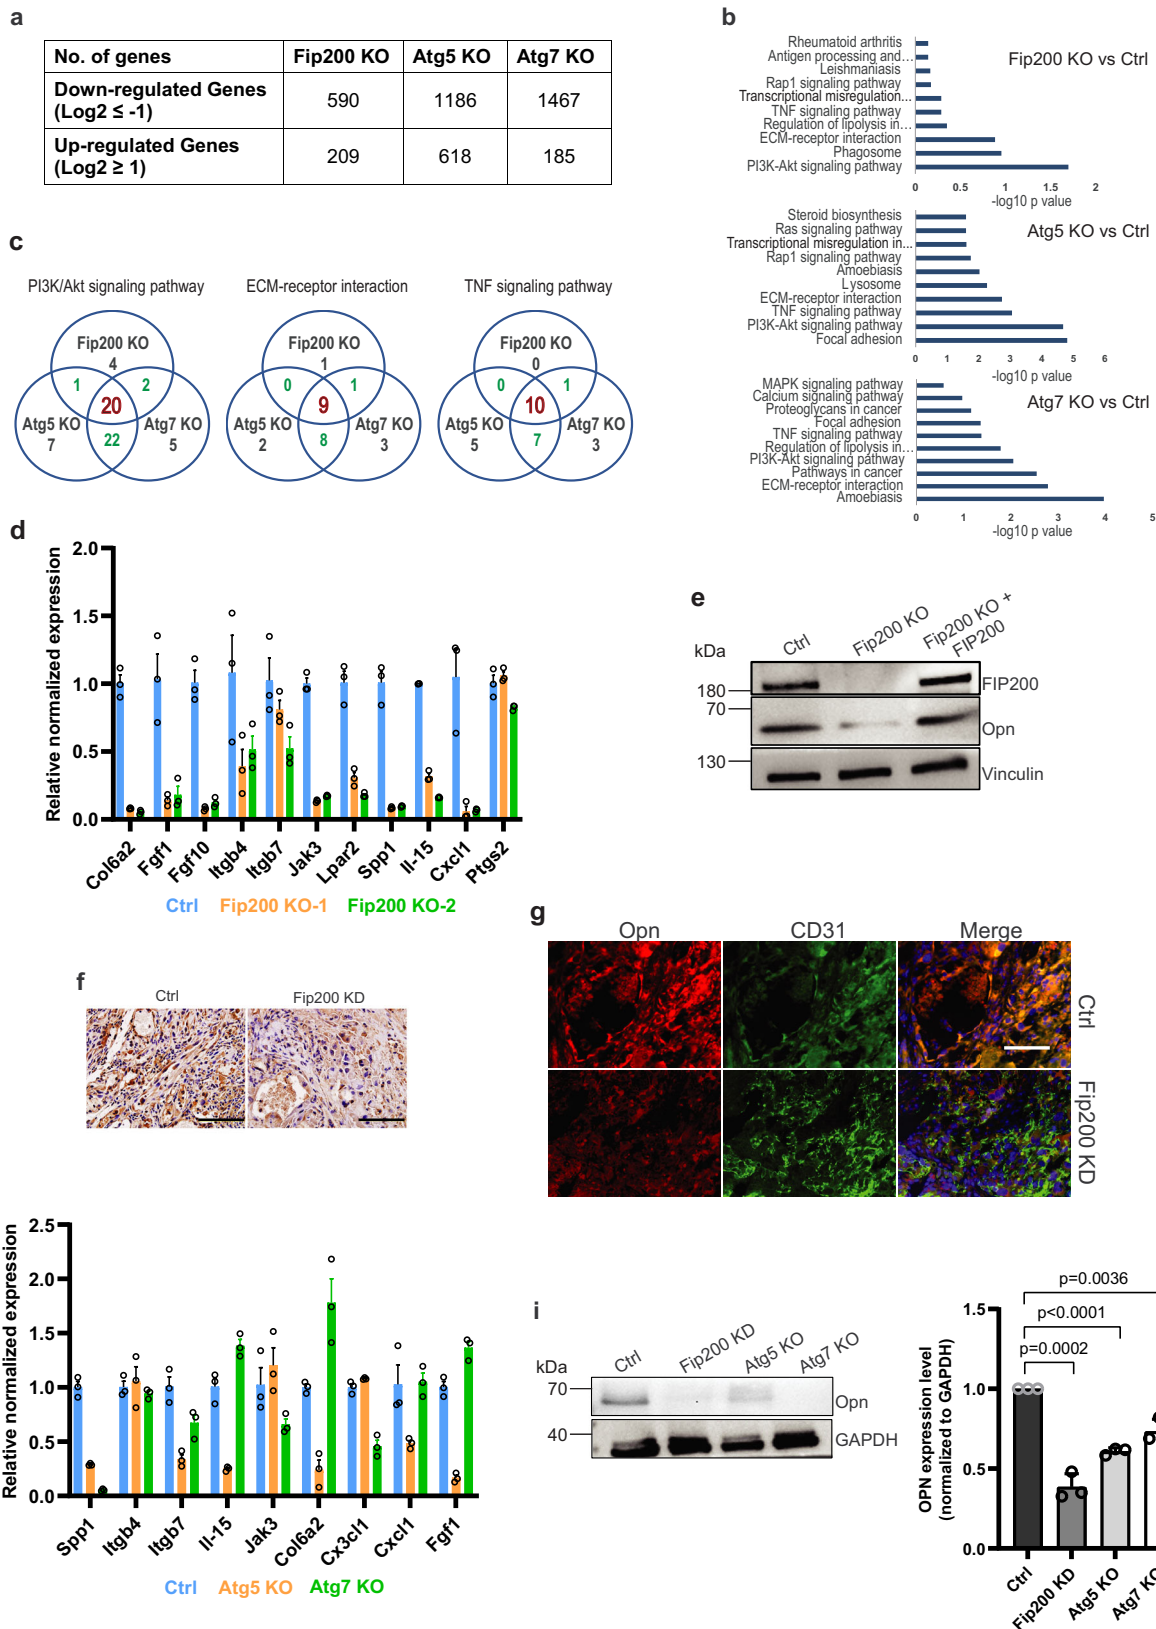 a
No. of genes Fip200 KO Atg5 KO Atg7 KO
Down-regulated Genes (Log2 ≤ -1) 590 1186 1467
Up-regulated Genes (Log2 ≥ 1) 209 618 185
b
Rheumatoid arthritis
Antigen processing and…
Leishmaniasis
Rap1 signaling pathway
Transcriptional misregulation...
TNF signaling pathway
Regulation of lipolysis in…
ECM-receptor interaction
Phagosome
PI3K-Akt signaling pathway
Fip200 KO vs Ctrl
0 0.5 1 1.5 2
-log10 p value
Steroid biosynthesis
Ras signaling pathway
Transcriptional misregulation in...
Rap1 signaling pathway
Amoebiasis
Lysosome
ECM-receptor interaction
TNF signaling pathway
PI3K-Akt signaling pathway
Focal adhesion
Atg5 KO vs Ctrl
0 1 2 3 4 5 6
-log10 p value
MAPK signaling pathway
Calcium signaling pathway
Proteoglycans in cancer
Focal adhesion
TNF signaling pathway
Regulation of lipolysis in…
PI3K-Akt signaling pathway
Pathways in cancer
ECM-receptor interaction
Amoebiasis
Atg7 KO vs Ctrl
0 1 2 3 4 5
-log10 p value
c
PI3K/Akt signaling pathway
Fip200 KO
4
1 2
20
Atg5 KO Atg7 KO
7 22 5
ECM-receptor interaction
Fip200 KO
1
0 1
9
Atg5 KO Atg7 KO
2 8 3
TNF signaling pathway
Fip200 KO
0
0 1
10
Atg5 KO Atg7 KO
5 7 3
d
Relative normalized expression
2.0
1.5
1.0
0.5
0.0
Col6a2 Fgf1 Fgf10 Itgb4 Itgb7 Jak3 Lpar2 Spp1 Il-15 Cxcl1 Ptgs2
Ctrl Fip200 KO-1 Fip200 KO-2
e
kDa
Ctrl Fip200 KO Fip200 KO + FIP200
180 FIP200
70 Opn
130 Vinculin
f
Ctrl Fip200 KD
g
Opn CD31 Merge
Ctrl
Fip200 KD
Relative normalized expression
2.5
2.0
1.5
1.0
0.5
0.0
Spp1 Itgb4 Itgb7 Il-15 Jak3 Col6a2 Cx3cl1 Cxcl1 Fgf1
Ctrl Atg5 KO Atg7 KO
i
kDa
Ctrl Fip200 KD Atg5 KO Atg7 KO
70 Opn
40 GAPDH
OPN expression level
(normalized to GAPDH)
1.5
1.0
0.5
0.0
p=0.0036
p<0.0001
p=0.0002
Ctrl Fip200 KD Atg5 KO Atg7 KO